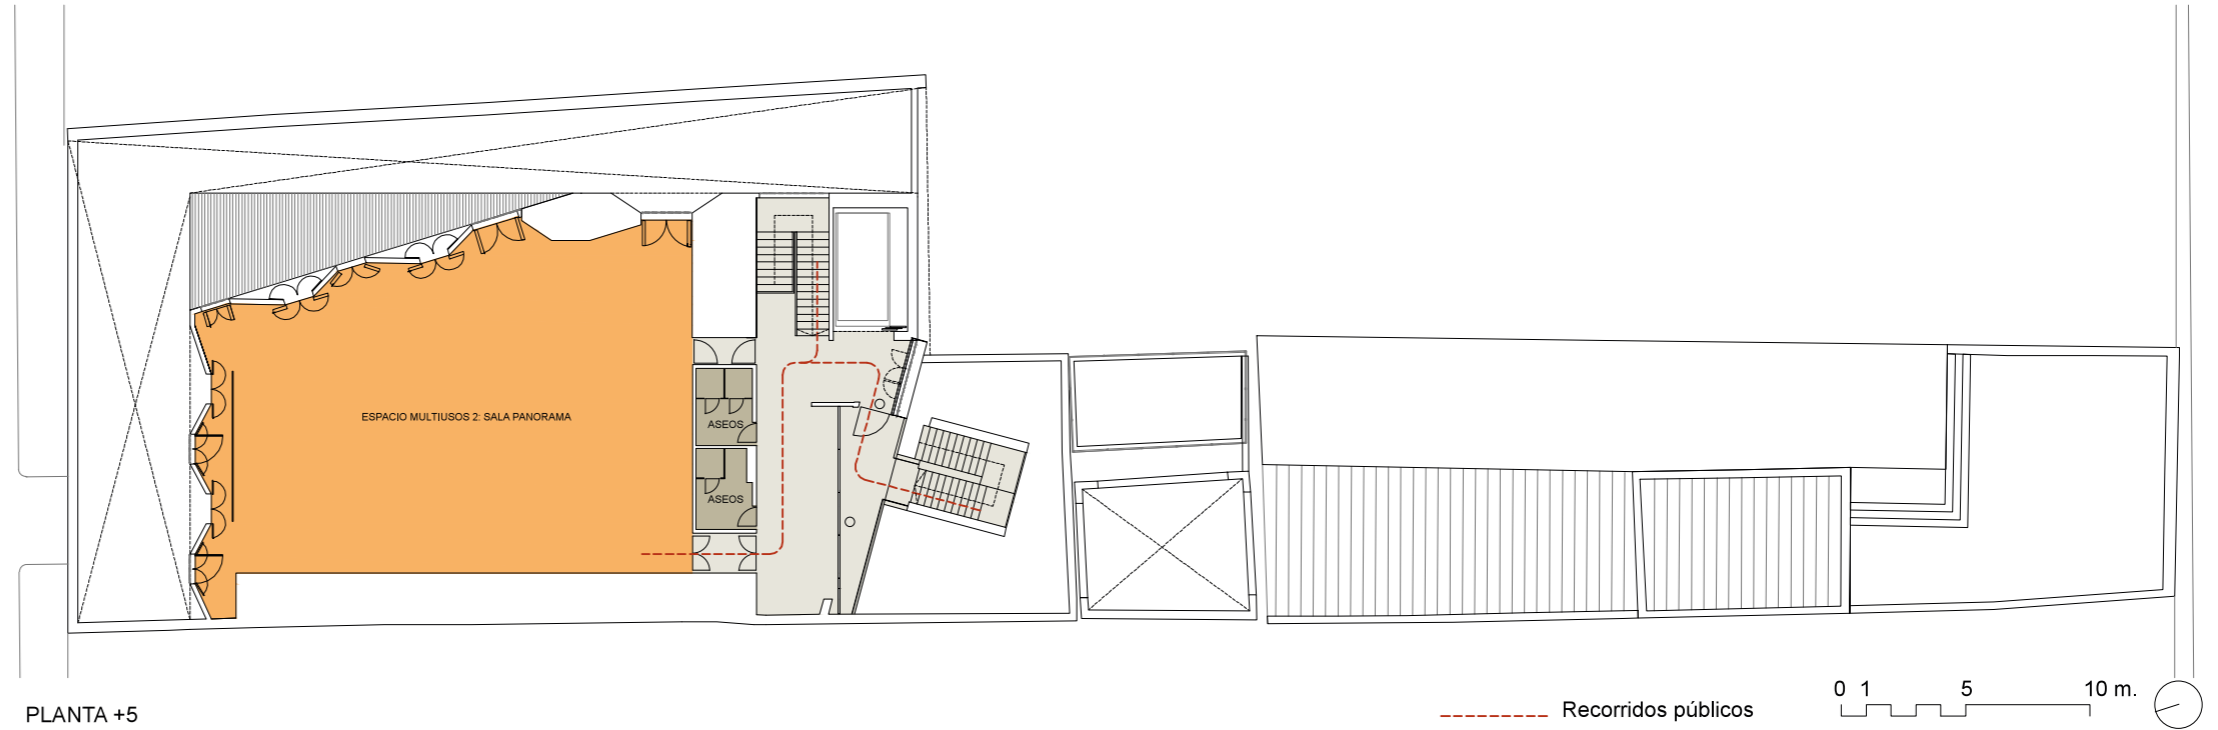 ESPACIO MULTIUSOS 2: SALA PANORAMA
ASEOS
ASEOS
PLANTA +5
Recorridos públicos
0 1 5 10 m.